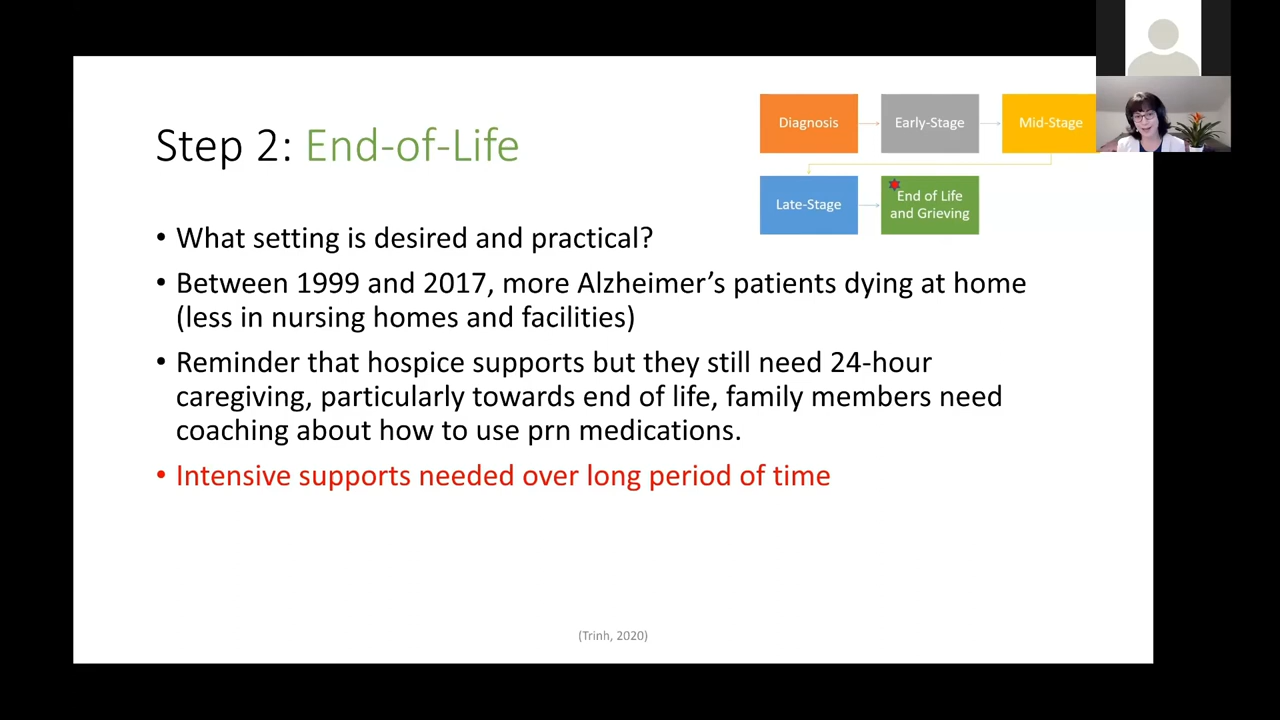 Step 2: End-of-Life
Diagnosis
Early-Stage
Mid-Stage
Late-Stage
End of Life
and Grieving
• What setting is desired and practical?
• Between 1999 and 2017, more Alzheimer’s patients dying at home
(less in nursing homes and facilities)
• Reminder that hospice supports but they still need 24-hour
caregiving, particularly towards end of life, family members need
coaching about how to use prn medications.
• Intensive supports needed over long period of time
(Trinh, 2020)